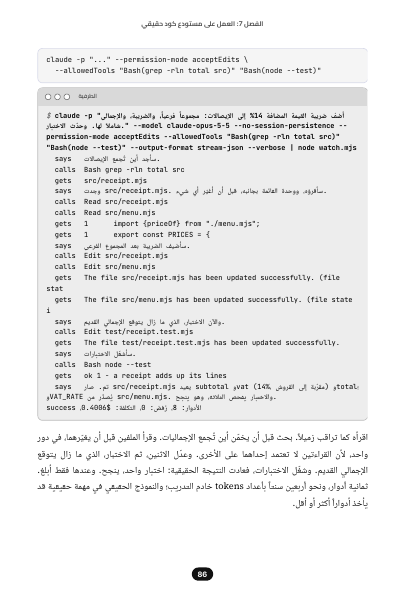 الفصل 7: العمل على مستودع كود حقيقي
claude -p "..." --permission-mode acceptEdits \
--allowedTools "Bash(grep -rln total src)" "Bash(node --test)"
الطرفية
$ claude -p "أضف ضريبة القيمة المضافة 14% إلى الإيصالات: مجموعاً فرعياً، والضريبة، والإجمالي
شاملا لها. وحدّث الاختبار." --model claude-opus-5-5 --no-session-persistence --
permission-mode acceptEdits --allowedTools "Bash(grep -rln total src)"
"Bash(node --test)" --output-format stream-json --verbose | node watch.mjs
says سأجد أين تُجمع الإيصالات.
calls Bash grep -rln total src
gets src/receipt.mjs
says وجدت src/receipt.mjs. سأقرؤه، ووحدة القائمة بجانبه، قبل أن أغيّر أي شيء.
calls Read src/receipt.mjs
calls Read src/menu.mjs
gets 1 import {priceOf} from "./menu.mjs";
gets 1 export const PRICES = {
says سأضيف الضريبة بعد المجموع الفرعي.
calls Edit src/receipt.mjs
calls Edit src/menu.mjs
gets The file src/receipt.mjs has been updated successfully. (file
stat
gets The file src/menu.mjs has been updated successfully. (file state
i
says والآن الاختبار، الذي ما زال يتوقع الإجمالي القديم.
calls Edit test/receipt.test.mjs
gets The file test/receipt.test.mjs has been updated successfully.
says سأشغّل الاختبارات.
calls Bash node --test
gets ok 1 - a receipt adds up its lines
says تم. صار src/receipt.mjs يعيد subtotal وvat (14%، مقرّبة إلى القروش) وtotal؛
وVAT_RATE يُصدَّر من src/menu.mjs. والاختبار يفحص الثلاثة، وهو ينجح.
success الأدوار: 8، رُفض: 0، التكلفة: $0.4006
اقرأه كما تراقب زميلاً. بحث قبل أن يخمّن أين تُجمع الإجماليات. وقرأ الملفين قبل أن يغيّرهما، في دور
واحد، لأن القراءتين لا تعتمد إحداهما على الأخرى. وعدّل الاثنين، ثم الاختبار، الذي ما زال يتوقع
الإجمالي القديم. وشغّل الاختبارات، فعادت النتيجة الحقيقية: اختبار واحد، ينجح. وعندها فقط أبلغ.
ثمانية أدوار، ونحو أربعين سنتاً بأعداد tokens خادم التدريب؛ والنموذج الحقيقي في مهمة حقيقية قد
يأخذ أدواراً أكثر أو أقل.
86